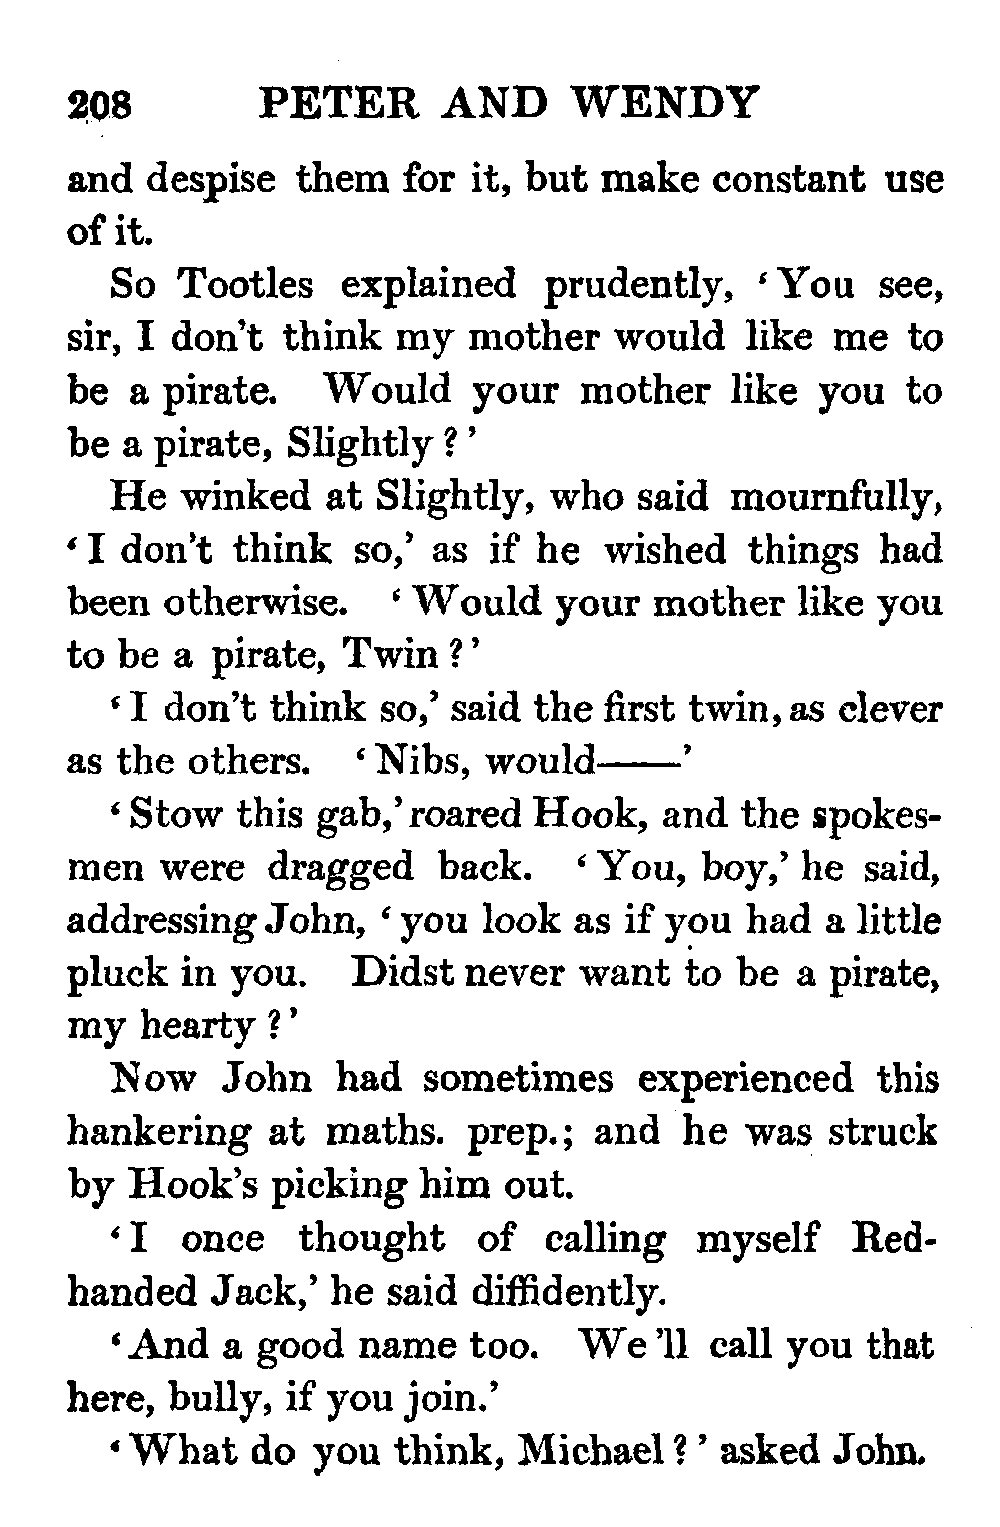 208 PETER AND WENDY
and despise them for it, but make constant use
of it.
So Tootles explained prudently, ‘You see,
sir, I don’t think my mother would like me to
be a pirate. Would your mother like you to
be a pirate, Slightly?’
He winked at Slightly, who said mournfully,
‘I don’t think so,’ as if he wished things had
been otherwise. ‘Would your mother like you
to be a pirate, Twin?’
‘I don’t think so,’ said the first twin, as clever
as the others. ‘Nibs, would——’
‘Stow this gab,’ roared Hook, and the spokes-
men were dragged back. ‘You, boy,’ he said,
addressing John, ‘you look as if you had a little
pluck in you. Didst never want to be a pirate,
my hearty?’
Now John had sometimes experienced this
hankering at maths. prep.; and he was struck
by Hook’s picking him out.
‘I once thought of calling myself Red-
handed Jack,’ he said diffidently.
‘And a good name too. We’ll call you that
here, bully, if you join.’
‘What do you think, Michael?’ asked John.